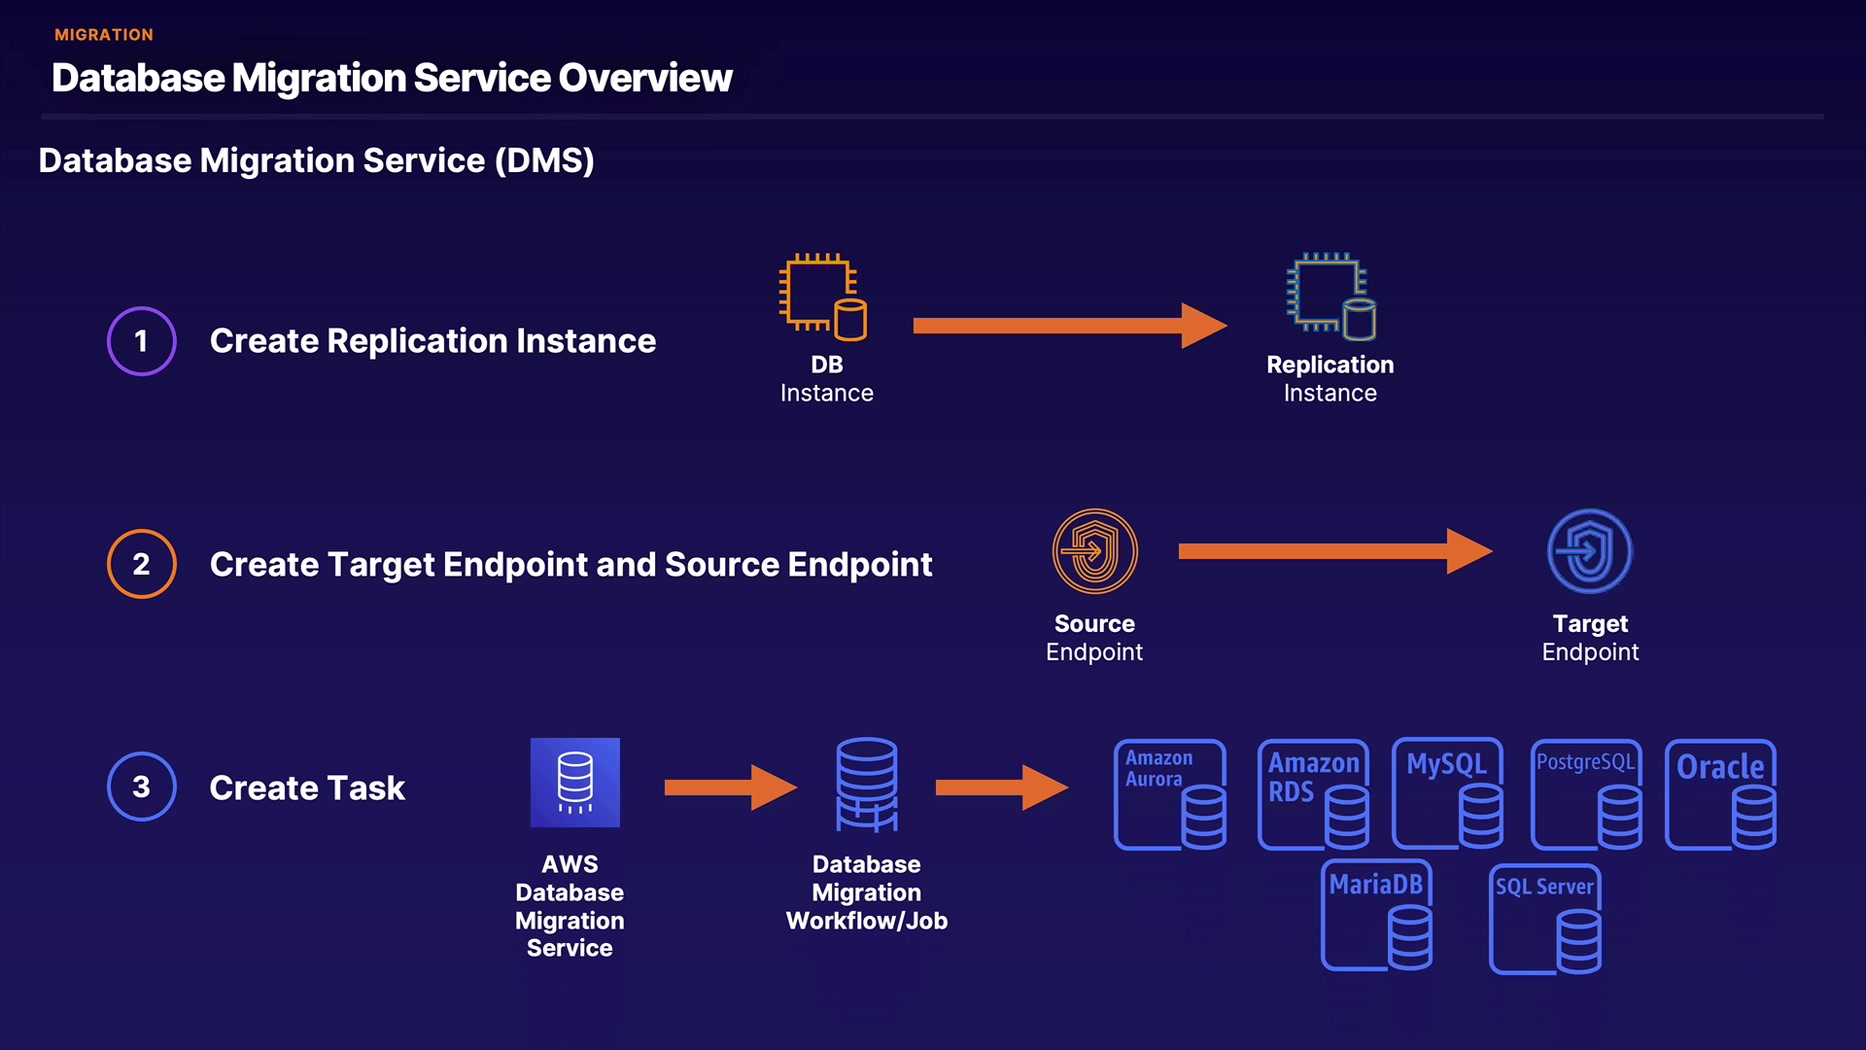 MIGRATION
Database Migration Service Overview
Database Migration Service (DMS)
1
Create Replication Instance
DB
Instance
Replication
Instance
2
Create Target Endpoint and Source Endpoint
Source
Endpoint
Target
Endpoint
3
Create Task
AWS
Database
Migration
Service
Database
Migration
Workflow/Job
Amazon
Aurora
Amazon
RDS
MySQL
PostgreSQL
Oracle
MariaDB
SQL Server